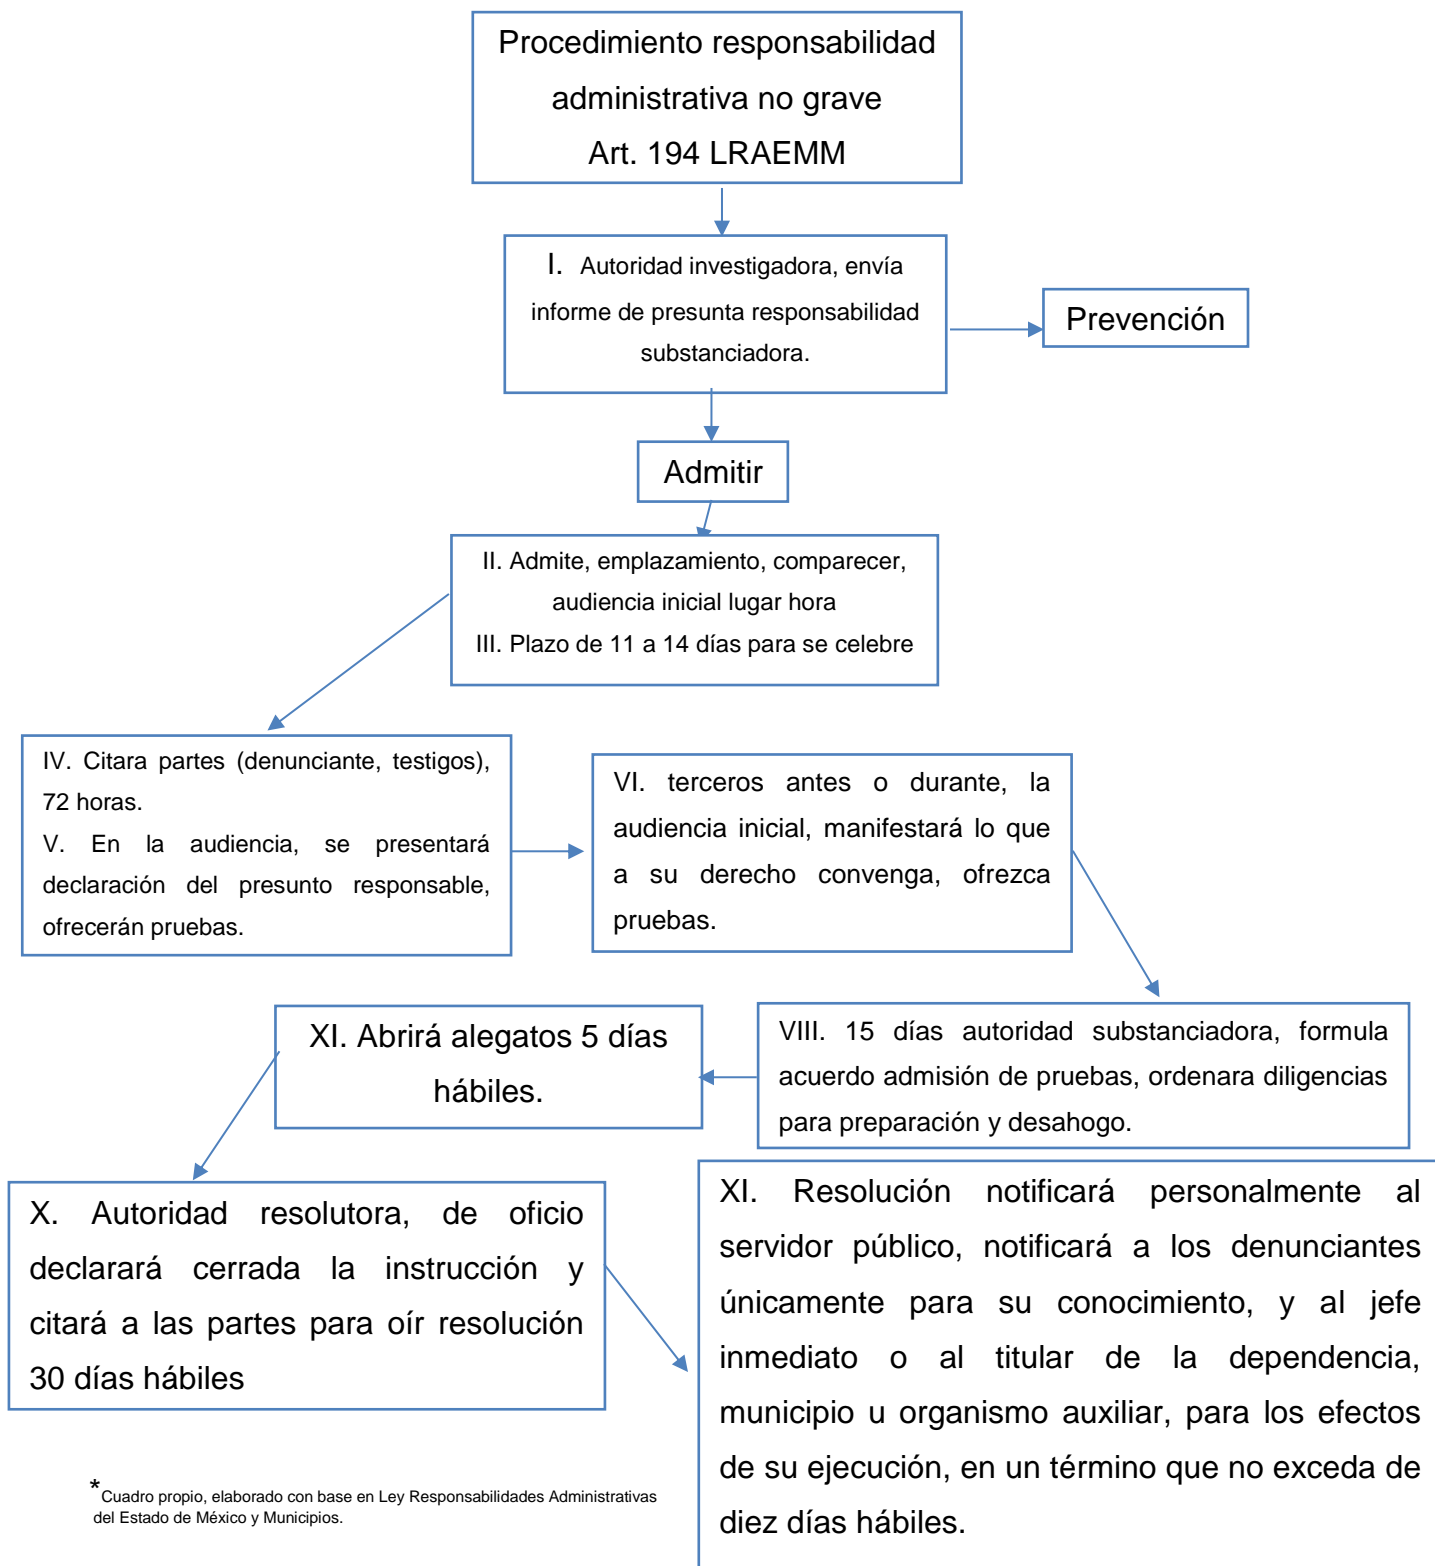 Procedimiento responsabilidad
administrativa no grave
Art. 194 LRAEMM
I. Autoridad investigadora, envía
informe de presunta responsabilidad
substanciadora.
Prevención
Admitir
II. Admite, emplazamiento, comparecer,
audiencia inicial lugar hora
III. Plazo de 11 a 14 días para se celebre
IV. Citara partes (denunciante, testigos),
72 horas.
V. En la audiencia, se presentará
declaración del presunto responsable,
ofrecerán pruebas.
VI. terceros antes o durante, la
audiencia inicial, manifestará lo que
a su derecho convenga, ofrezca
pruebas.
VIII. 15 días autoridad substanciadora, formula
acuerdo admisión de pruebas, ordenara diligencias
para preparación y desahogo.
XI. Abrirá alegatos 5 días
hábiles.
X. Autoridad resolutora, de oficio
declarará cerrada la instrucción y
citará a las partes para oír resolución
30 días hábiles
XI. Resolución notificará personalmente al
servidor público, notificará a los denunciantes
únicamente para su conocimiento, y al jefe
inmediato o al titular de la dependencia,
municipio u organismo auxiliar, para los efectos
de su ejecución, en un término que no exceda de
diez días hábiles.
*Cuadro propio, elaborado con base en Ley Responsabilidades Administrativas
del Estado de México y Municipios.